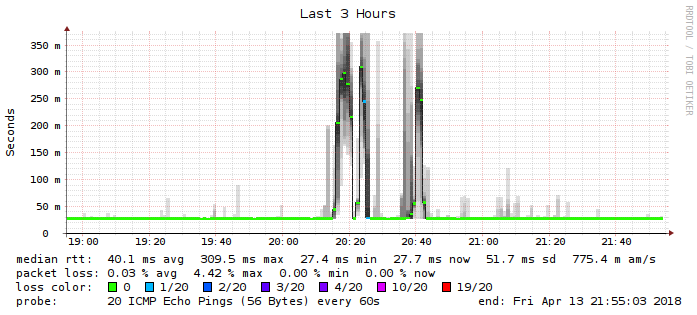 Last 3 Hours
RRDTOOL / TOBI OETIKER
Seconds
350 m
300 m
250 m
200 m
150 m
100 m
50 m
0
19:00 19:20 19:40 20:00 20:20 20:40 21:00 21:20 21:40
median rtt: 40.1 ms avg 309.5 ms max 27.4 ms min 27.7 ms now 51.7 ms sd 775.4 m am/s
packet loss: 0.03 % avg 4.42 % max 0.00 % min 0.00 % now
loss color: 0 1/20 2/20 3/20 4/20 10/20 19/20
probe: 20 ICMP Echo Pings (56 Bytes) every 60s end: Fri Apr 13 21:55:03 2018